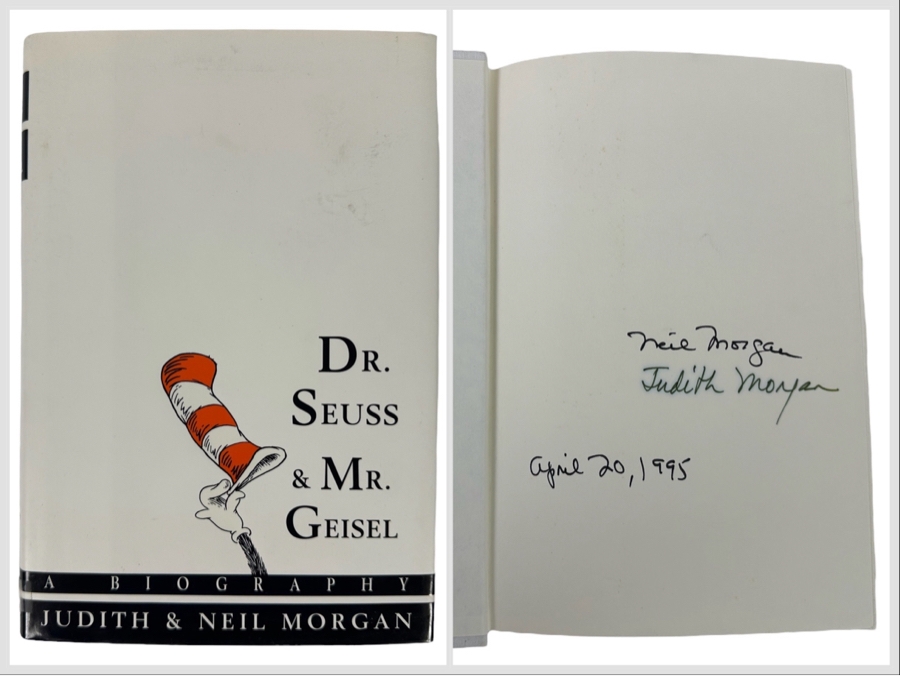 DR.
SEUSS
& MR.
GEISEL
A BIOGRAPHY
JUDITH & NEIL MORGAN
Neil Morgan
Judith Morgan
April 20, 1995